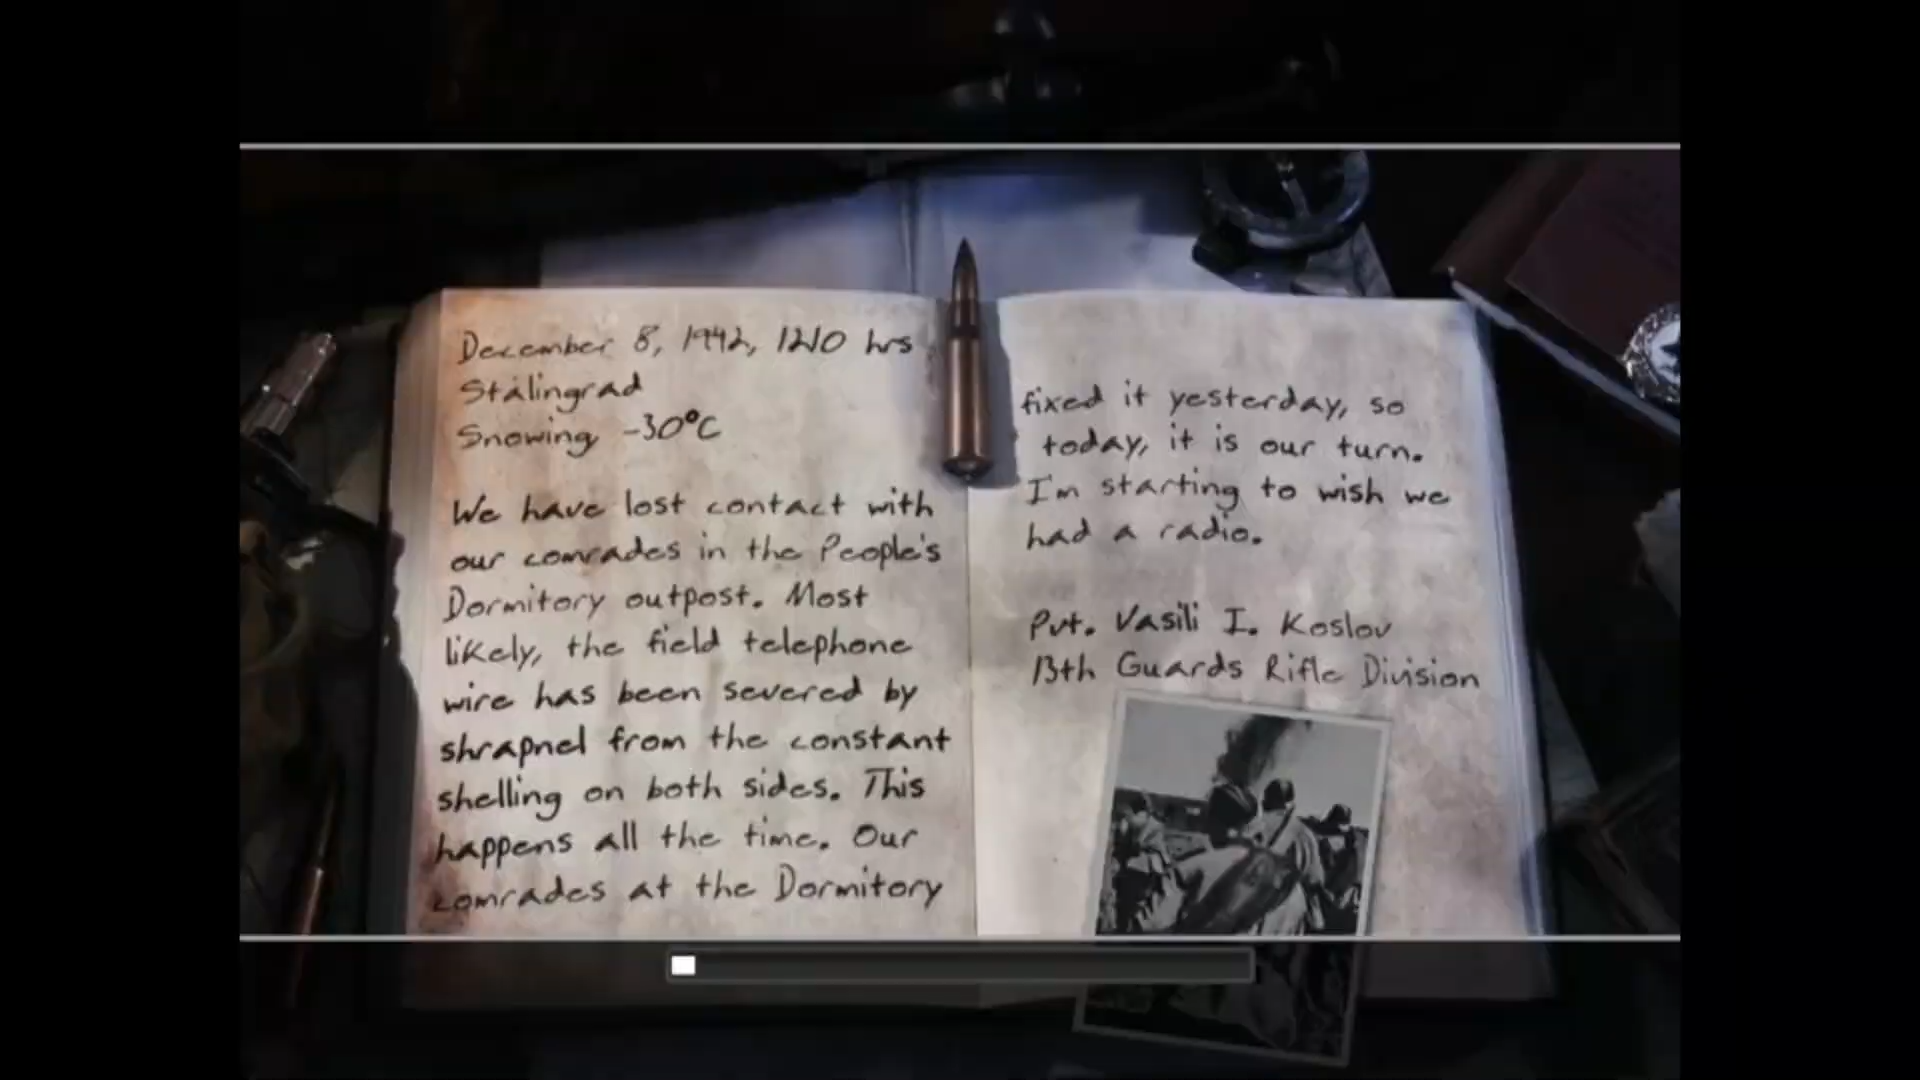 December 8, 1942, 1210 hrs
Stalingrad
Snowing -30°C
We have lost contact with
our comrades in the People's
Dormitory outpost. Most
likely, the field telephone
wire has been severed by
shrapnel from the constant
shelling on both sides. This
happens all the time. Our
comrades at the Dormitory
fixed it yesterday, so
today, it is our turn.
I'm starting to wish we
had a radio.
Pvt. Vasili I. Koslov
13th Guards Rifle Division